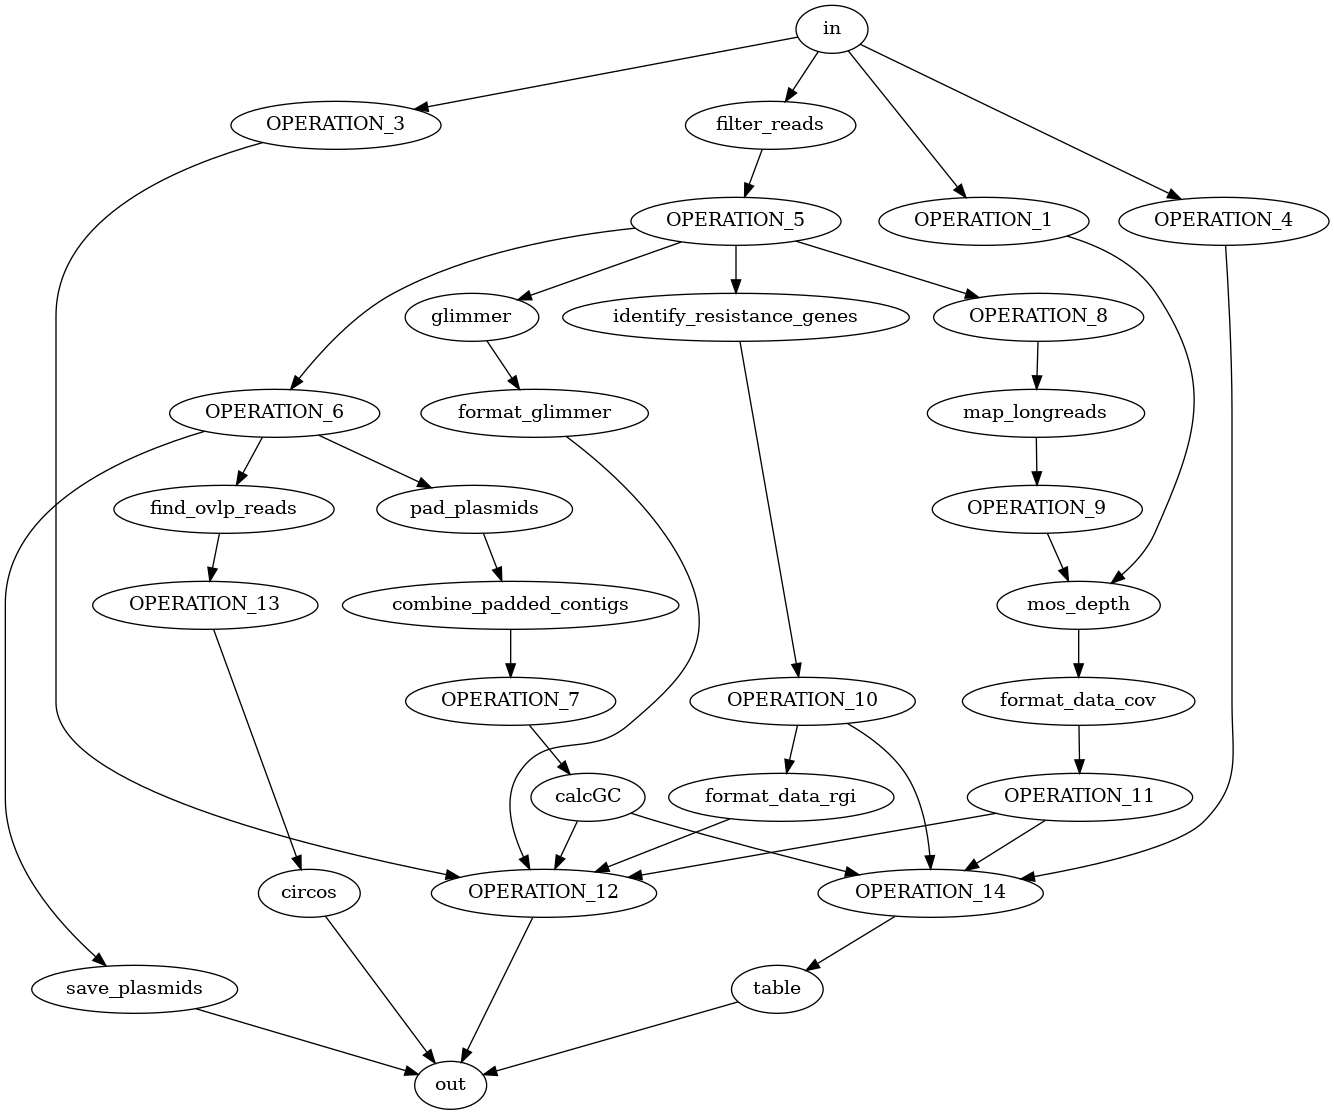 in
OPERATION_3
filter_reads
OPERATION_5
OPERATION_1
OPERATION_4
glimmer
identify_resistance_genes
OPERATION_8
OPERATION_6
format_glimmer
map_longreads
find_ovlp_reads
pad_plasmids
OPERATION_9
OPERATION_13
combine_padded_contigs
mos_depth
OPERATION_7
OPERATION_10
format_data_cov
calcGC
format_data_rgi
OPERATION_11
circos
OPERATION_12
OPERATION_14
save_plasmids
table
out